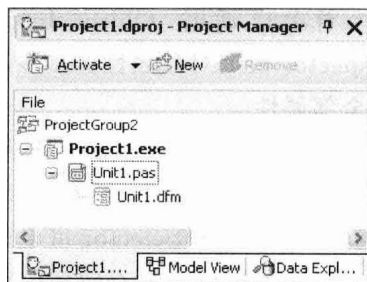 Project1.dproj - Project Manager
Activate New Remove
File
ProjectGroup2
Project1.exe
Unit1.pas
Unit1.dfm
Project1.... Model View Data Expl...